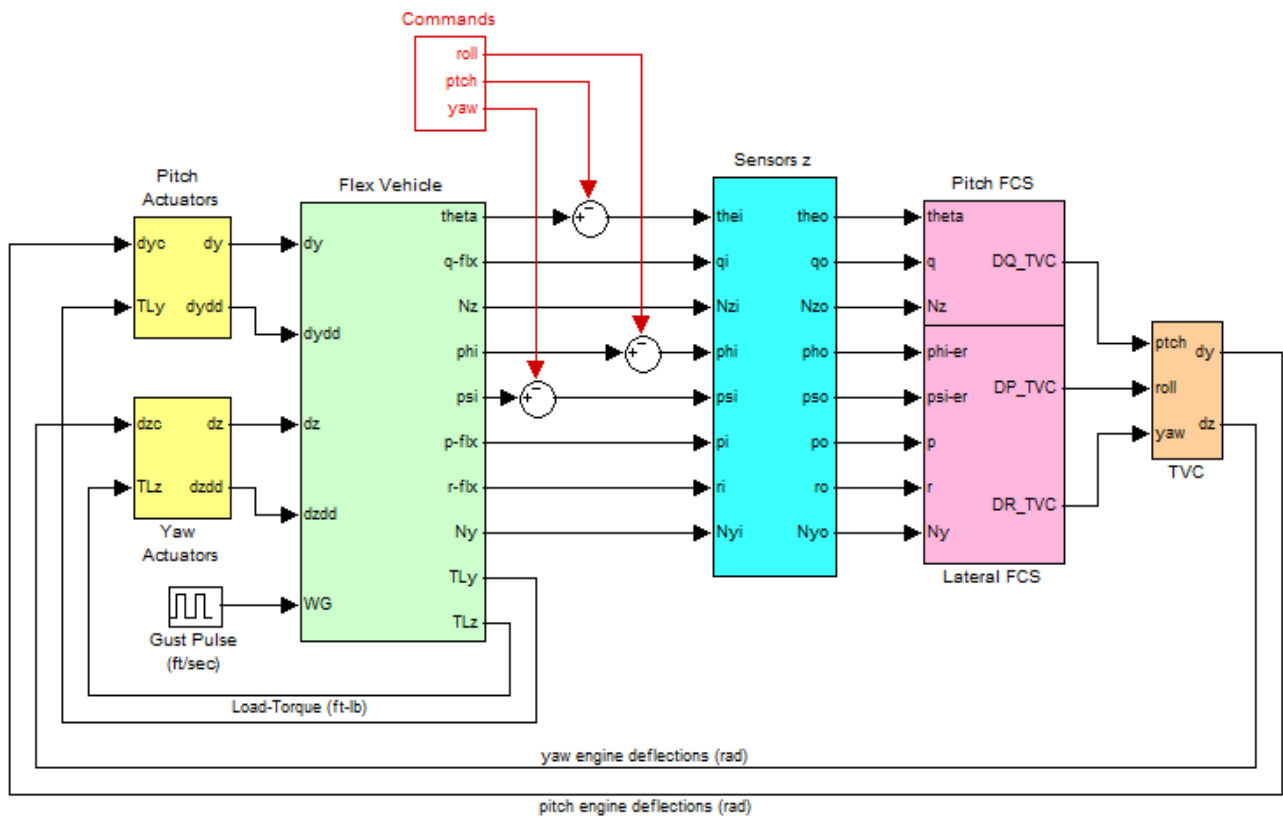 Commands
roll
ptch
yaw
Pitch
Actuators
dyc
dy
TLy
dydd
Flex Vehicle
dy
dydd
dz
dzdd
WG
theta
q-flx
Nz
phi
psi
p-flx
r-flx
Ny
TLy
TLz
dzc
dz
TLz
dzdd
Yaw
Actuators
Gust Pulse
(ft/sec)
+
-
+
-
+
-
Sensors z
thei
theo
qi
qo
Nzi
Nzo
phi
pho
psi
pso
pi
po
ri
ro
Nyi
Nyo
Pitch FCS
theta
q
DQ_TVC
Nz
phi-er
psi-er
DP_TVC
p
r
DR_TVC
Ny
Lateral FCS
ptch
dy
roll
yaw
dz
TVC
Load-Torque (ft-lb)
yaw engine deflections (rad)
pitch engine deflections (rad)